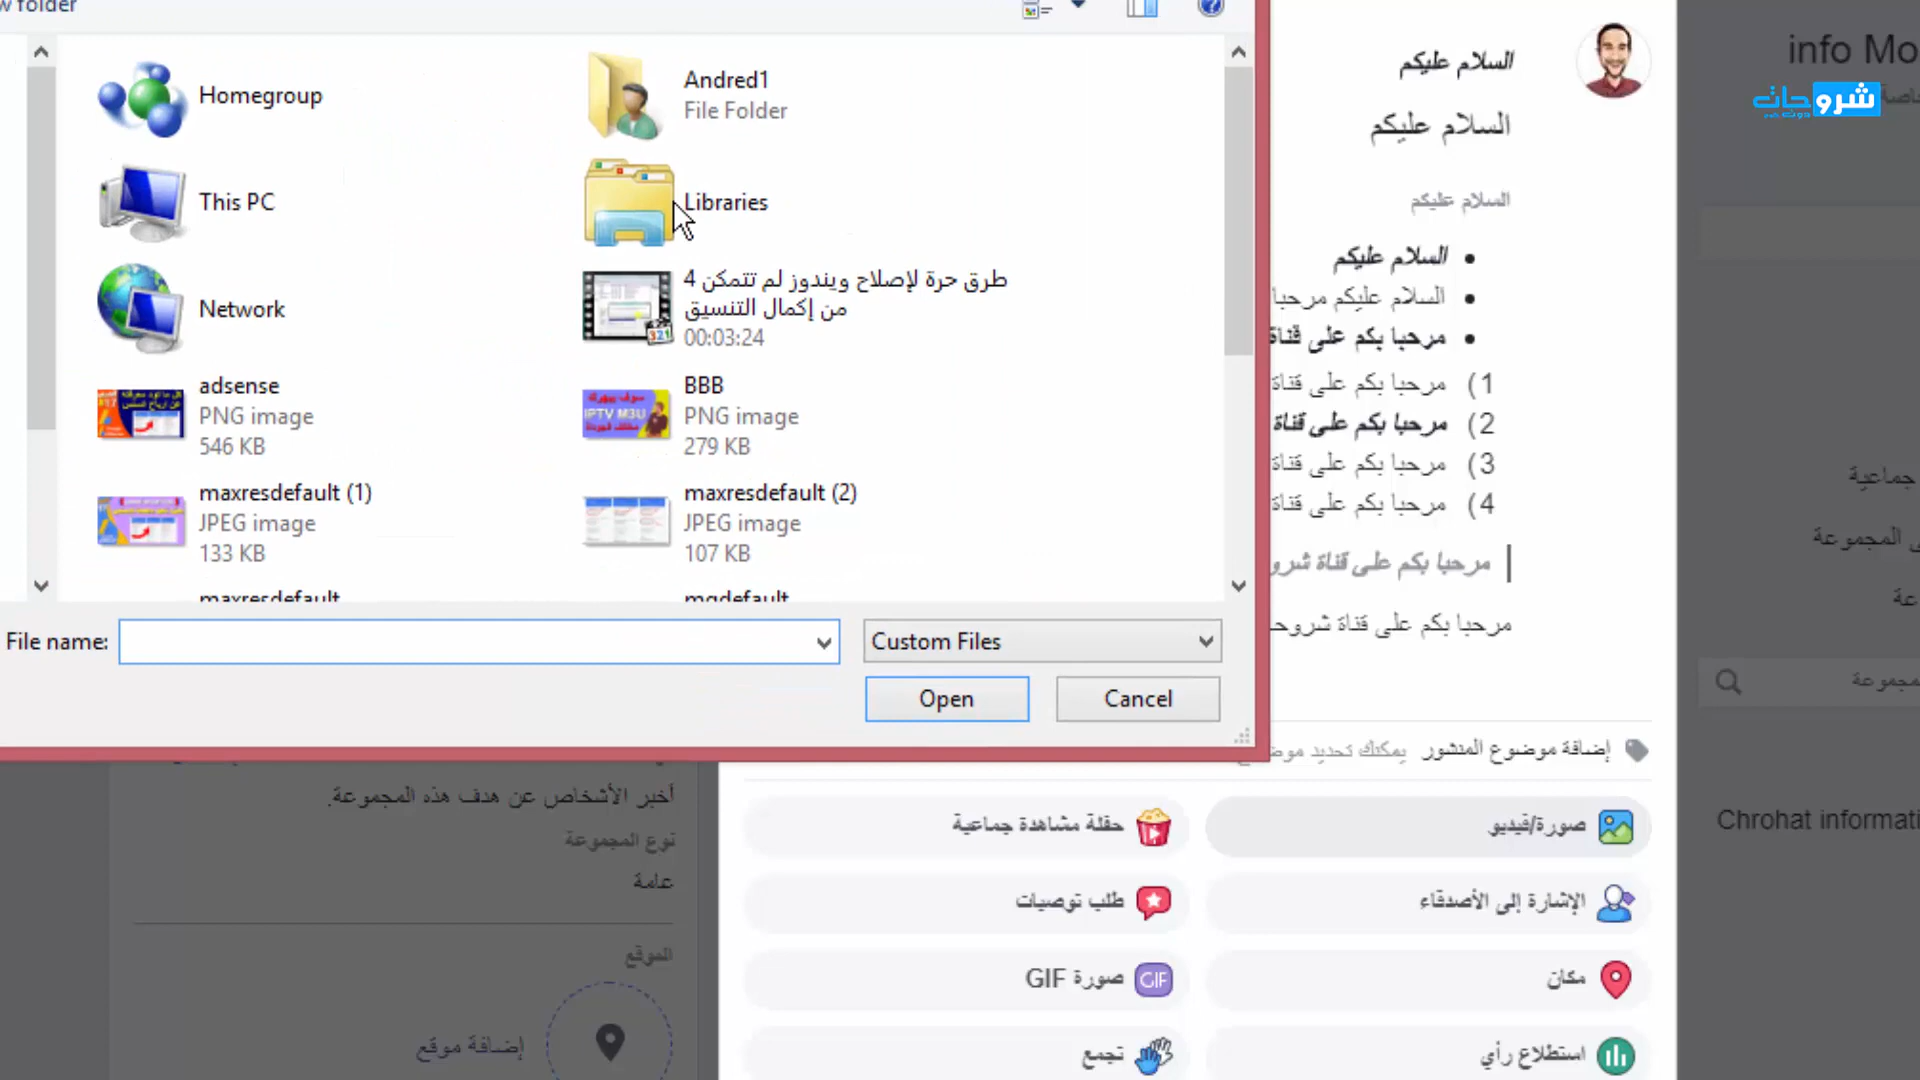 w folder
Homegroup
Andred1
File Folder
This PC
Libraries
Network
4 طرق حرة لإصلاح ويندوز لم تتمكن
من إكمال التنسيق
00:03:24
adsense
PNG image
546 KB
BBB
PNG image
279 KB
maxresdefault (1)
JPEG image
133 KB
maxresdefault (2)
JPEG image
107 KB
maxresdefault
mqdefault
File name:
Custom Files
Open
Cancel
السلام عليكم
السلام عليكم
السلام عليكم
• السلام عليكم
• السلام عليكم مرحبا
• مرحبا بكم على قناة
1) مرحبا بكم على قناة
2) مرحبا بكم على قناة
3) مرحبا بكم على قناة
4) مرحبا بكم على قناة
مرحبا بكم على قناة شرو
مرحبا بكم على قناة شروحا
info Mo
شروحات
جماعية
المجموعة
Chrohat informati
إضافة موضوع المنشور يمكنك تحديد
صورة/فيديو
حفلة مشاهدة جماعية
الإشارة إلى الأصدقاء
طلب توصيات
مكان
صورة GIF
استطلاع رأي
تجمع
أخبر الأشخاص عن هدف هذه المجموعة.
نوع المجموعة
عامة
الموقع
إضافة موقع